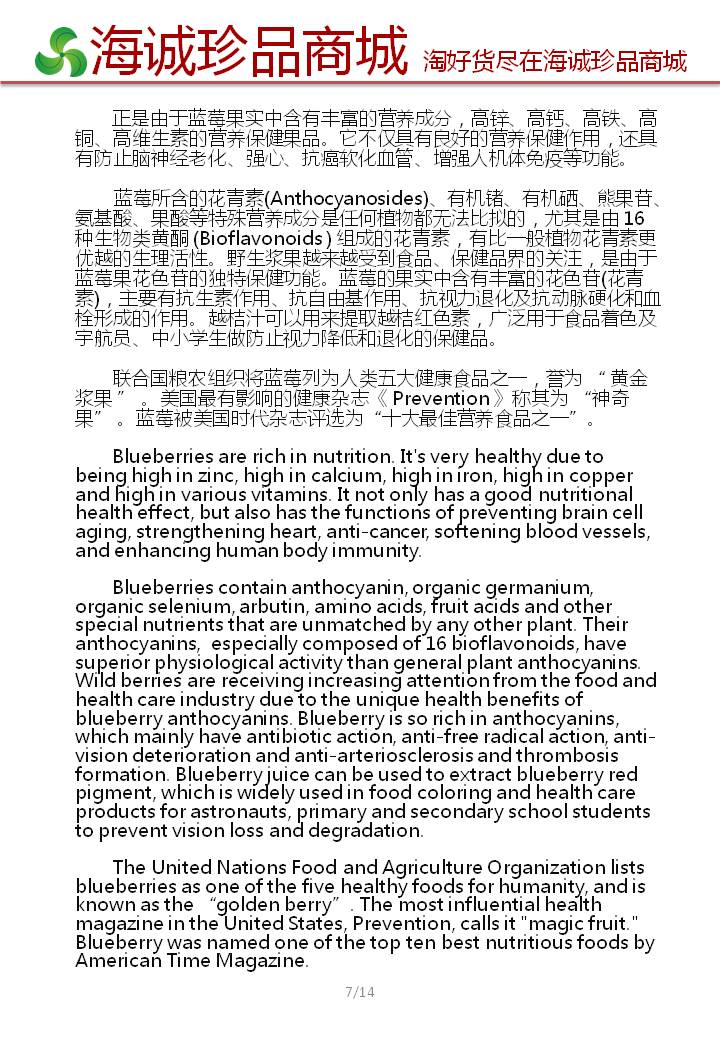 海诚珍品商城 淘好货尽在海诚珍品商城
正是由于蓝莓果实中含有丰富的营养成分，高锌、高钙、高铁、高
铜、高维生素的营养保健果品。它不仅具有良好的营养保健作用，还具
有防止脑神经老化、强心、抗癌软化血管、增强人机体免疫等功能。
蓝莓所含的花青素(Anthocyanosides)、有机锗、有机硒、熊果苷、
氨基酸、果酸等特殊营养成分是任何植物都无法比拟的，尤其是由 16
种生物类黄酮 (Bioflavonoids ) 组成的花青素，有比一般植物花青素更
优越的生理活性。野生浆果越来越受到食品、保健品界的关注，是由于
蓝莓果花色苷的独特保健功能。蓝莓的果实中含有丰富的花色苷(花青
素)，主要有抗生素作用、抗自由基作用、抗视力退化及抗动脉硬化和血
栓形成的作用。越桔汁可以用来提取越桔红色素，广泛用于食品着色及
宇航员、中小学生做防止视力降低和退化的保健品。
联合国粮农组织将蓝莓列为人类五大健康食品之一，誉为 “ 黄金
浆果 ” 。美国最有影响的健康杂志《 Prevention 》称其为 “神奇
果” 。蓝莓被美国时代杂志评选为 “十大最佳营养食品之一” 。
Blueberries are rich in nutrition. It's very healthy due to
being high in zinc, high in calcium, high in iron, high in copper
and high in various vitamins. It not only has a good nutritional
health effect, but also has the functions of preventing brain cell
aging, strengthening heart, anti-cancer, softening blood vessels,
and enhancing human body immunity.
Blueberries contain anthocyanin, organic germanium,
organic selenium, arbutin, amino acids, fruit acids and other
special nutrients that are unmatched by any other plant. Their
anthocyanins, especially composed of 16 bioflavonoids, have
superior physiological activity than general plant anthocyanins.
Wild berries are receiving increasing attention from the food and
health care industry due to the unique health benefits of
blueberry anthocyanins. Blueberry is so rich in anthocyanins,
which mainly have antibiotic action, anti-free radical action, anti-
vision deterioration and anti-arteriosclerosis and thrombosis
formation. Blueberry juice can be used to extract blueberry red
pigment, which is widely used in food coloring and health care
products for astronauts, primary and secondary school students
to prevent vision loss and degradation.
The United Nations Food and Agriculture Organization lists
blueberries as one of the five healthy foods for humanity, and is
known as the “golden berry” . The most influential health
magazine in the United States, Prevention, calls it "magic fruit."
Blueberry was named one of the top ten best nutritious foods by
American Time Magazine.
7/14